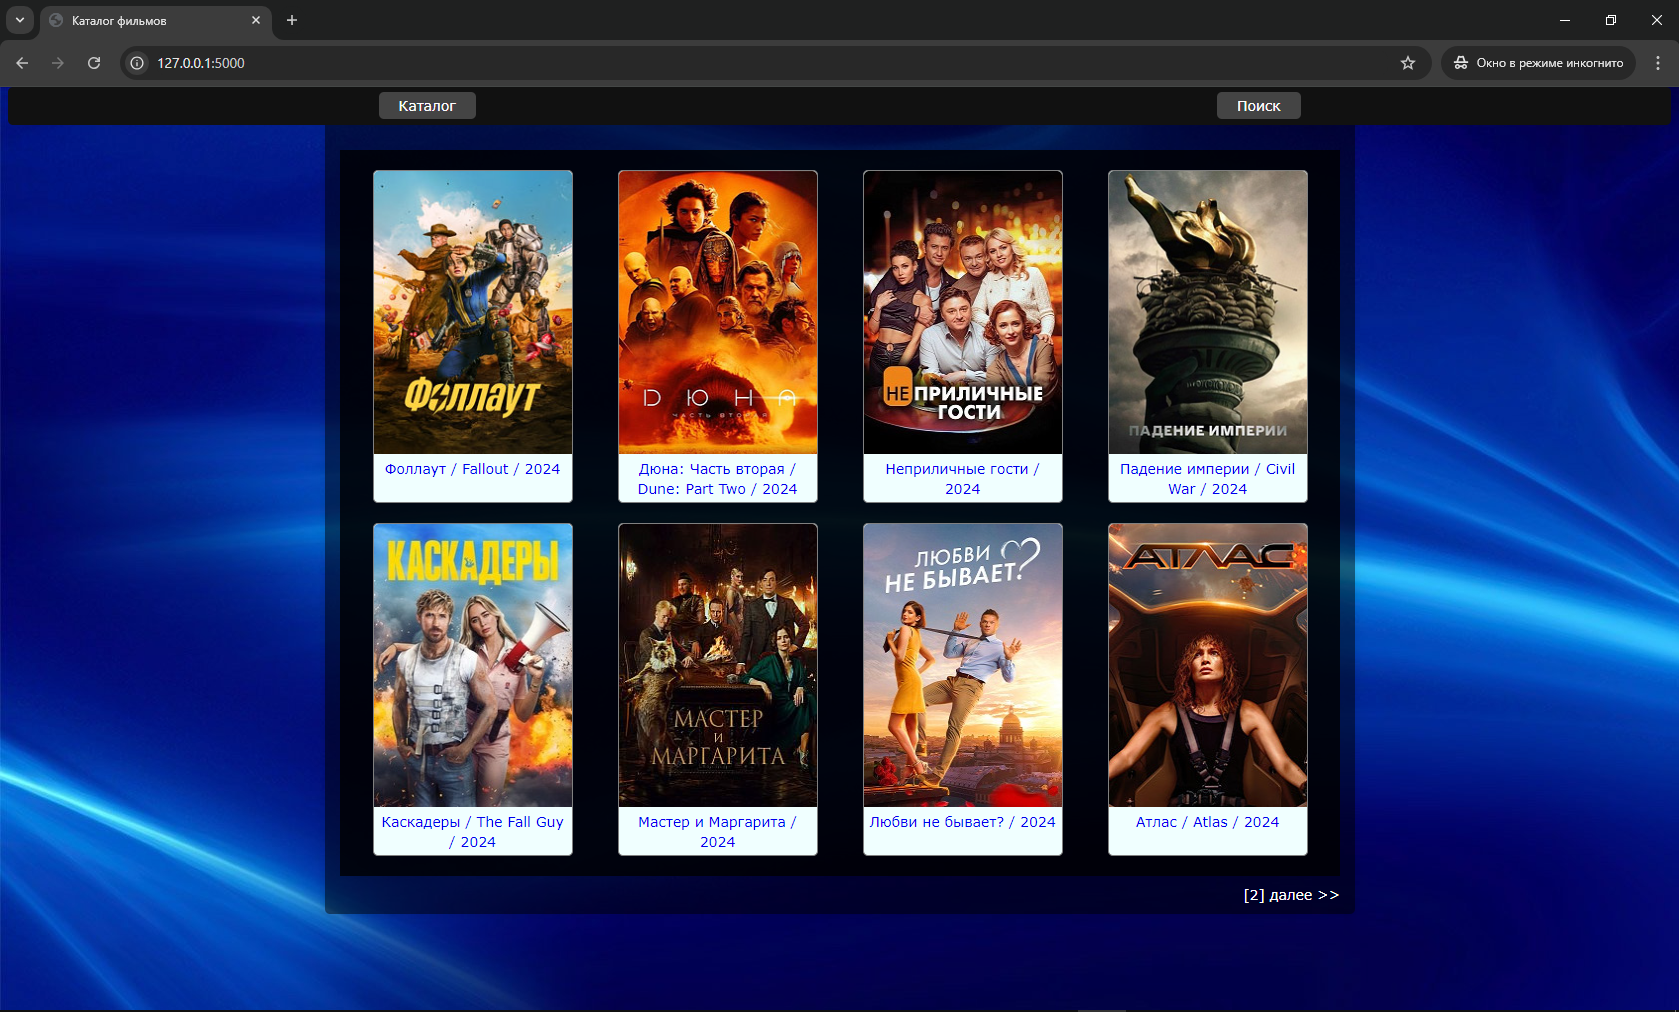 Каталог фильмов
127.0.0.1:5000
Окно в режиме инкогнито
Каталог
Поиск
Фоллаут
ДЮНА
ЧАСТЬ ВТОРАЯ
НЕПРИЛИЧНЫЕ
ГОСТИ
ПАДЕНИЕ ИМПЕРИИ
Фоллаут / Fallout / 2024
Дюна: Часть вторая /
Dune: Part Two / 2024
Неприличные гости /
2024
Падение империи / Civil
War / 2024
КАСКАДЕРЫ
МАСТЕР
И
МАРГАРИТА
ЛЮБВИ
НЕ БЫВАЕТ?
АТЛАС
Каскадеры / The Fall Guy
/ 2024
Мастер и Маргарита /
2024
Любви не бывает? / 2024
Атлас / Atlas / 2024
[2] далее >>